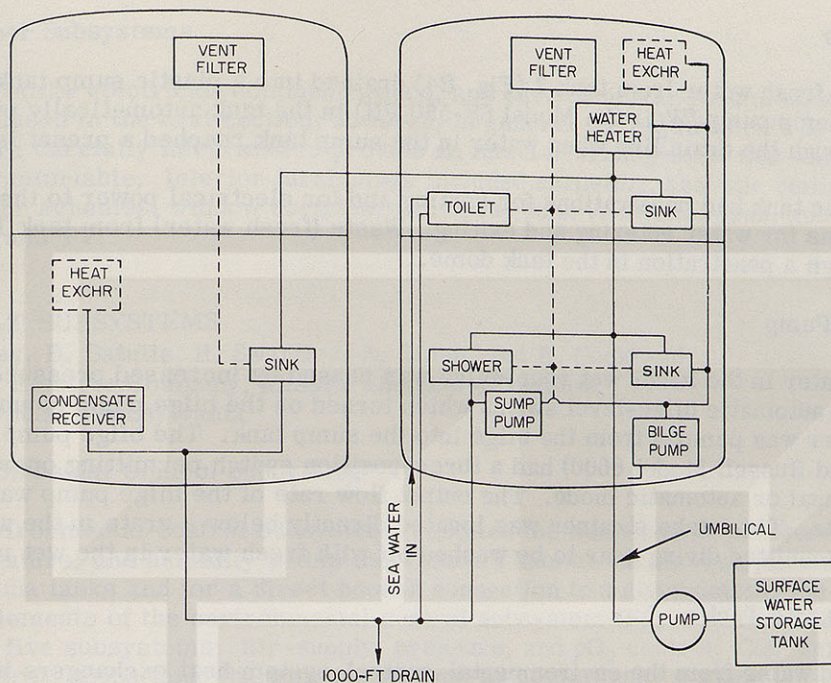 VENT
FILTER
HEAT
EXCHR
CONDENSATE
RECEIVER
SINK
VENT
FILTER
HEAT
EXCHR
WATER
HEATER
TOILET
SINK
SHOWER
SINK
SUMP
PUMP
BILGE
PUMP
SEA WATER
IN
UMBILICAL
PUMP
SURFACE
WATER
STORAGE
TANK
1000-FT DRAIN